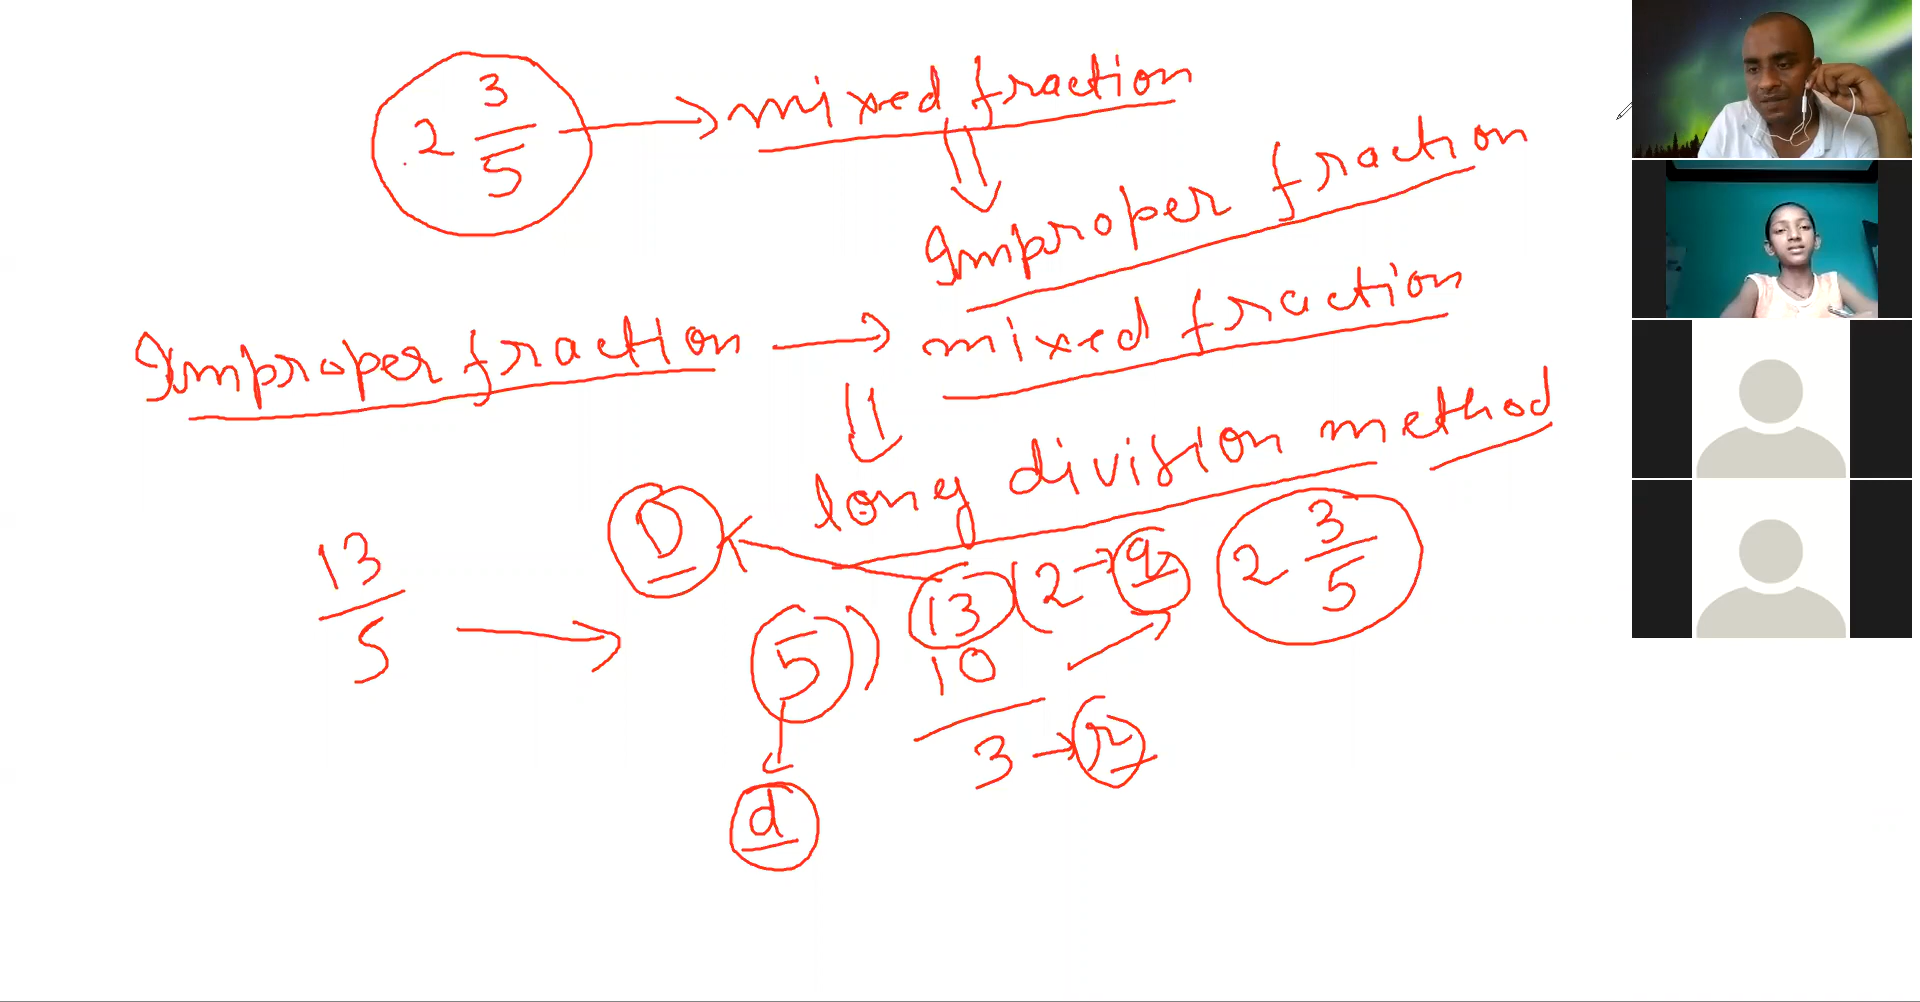 2 3/5 → mixed fraction
⇓
Improper fraction
Improper fraction → mixed fraction
⇓
long division method
13/5 →
D
5) 13 (2 → q
10
3 → r
d
2 3/5